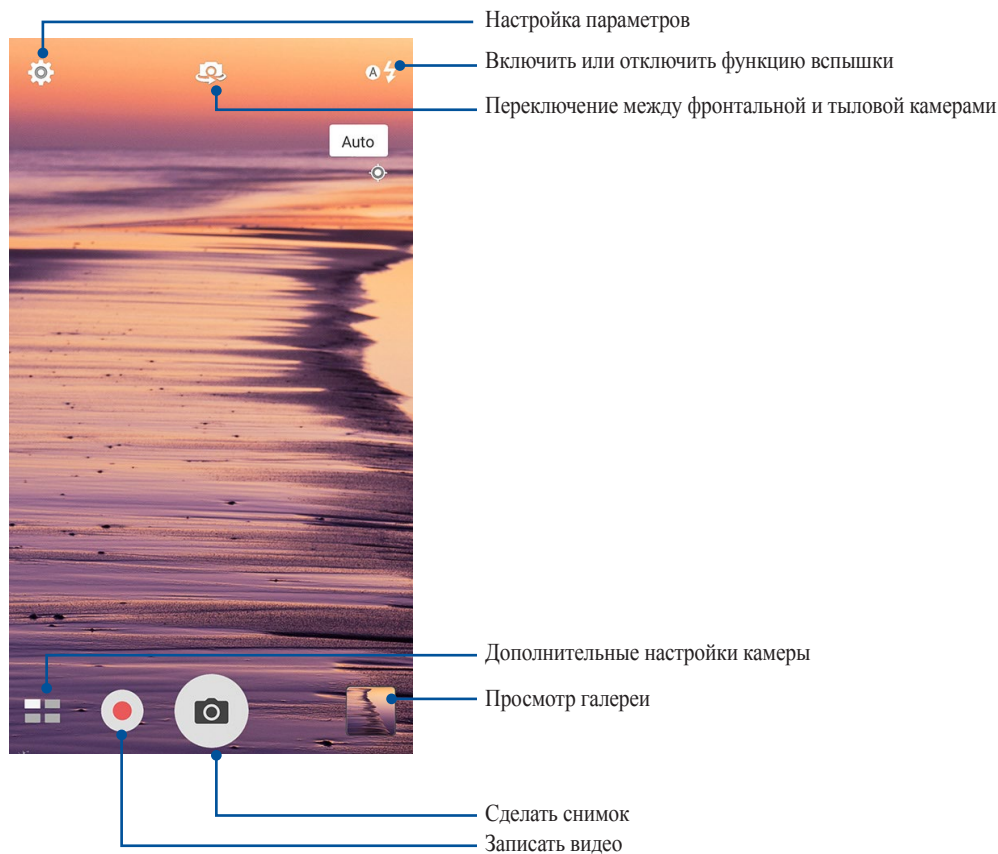 Настройка параметров
Включить или отключить функцию вспышки
A
Переключение между фронтальной и тыловой камерами
Auto
Дополнительные настройки камеры
Просмотр галереи
Сделать снимок
Записать видео